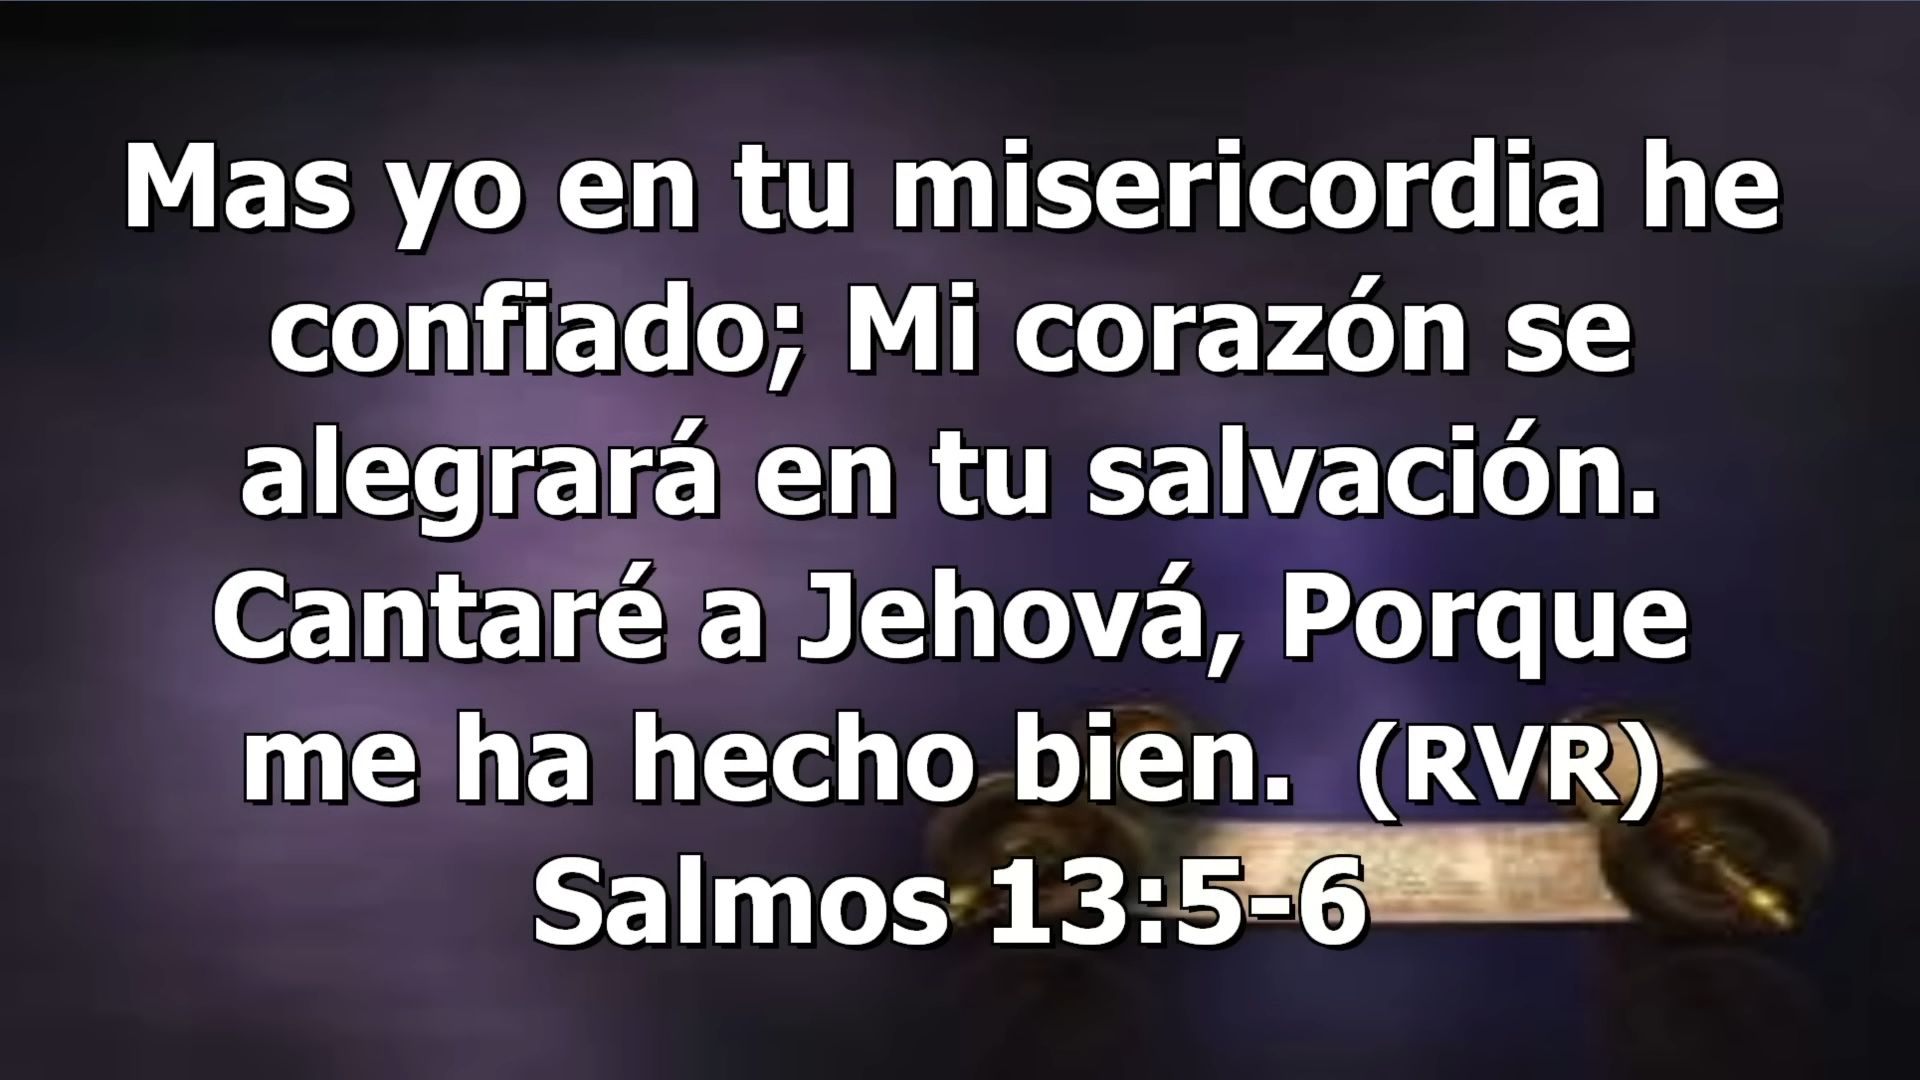 Mas yo en tu misericordia he
confiado; Mi corazón se
alegrará en tu salvación.
Cantaré a Jehová, Porque
me ha hecho bien. (RVR)
Salmos 13:5-6